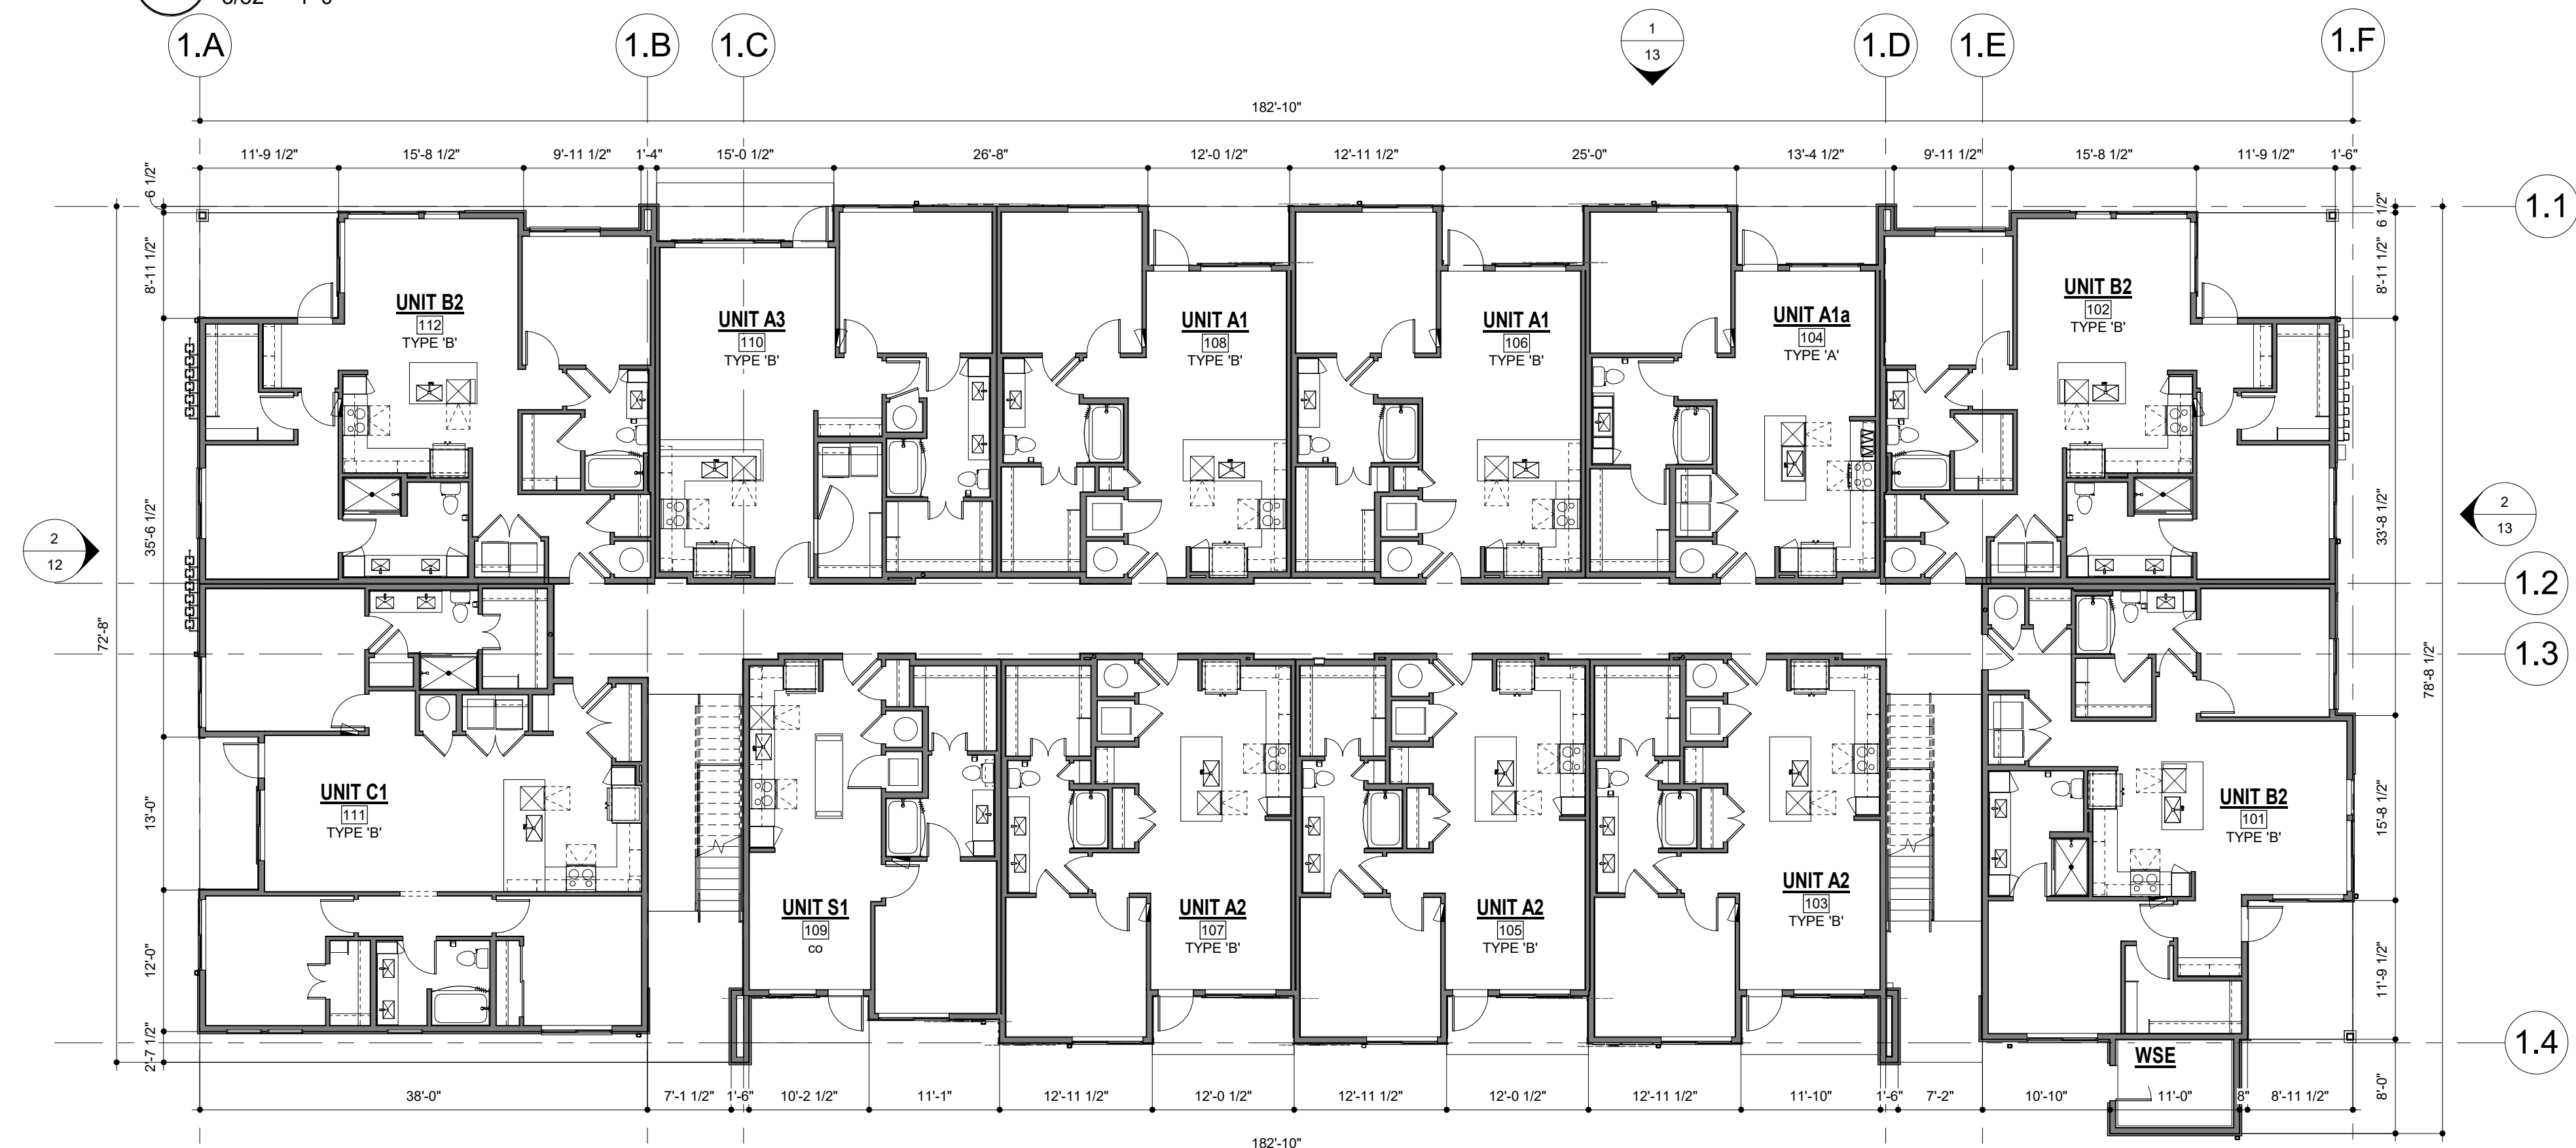 1.A
1.B
1.C
1
13
1.D
1.E
1.F
182'-10"
11'-9 1/2"
15'-8 1/2"
9'-11 1/2"
1'-4"
15'-0 1/2"
26'-8"
12'-0 1/2"
12'-11 1/2"
25'-0"
13'-4 1/2"
9'-11 1/2"
15'-8 1/2"
11'-9 1/2"
1'-6"
6 1/2"
8'-11 1/2"
35'-6 1/2"
72'-8"
13'-0"
12'-0"
2'-7 1/2"
6 1/2"
8'-11 1/2"
33'-8 1/2"
78'-8 1/2"
15'-8 1/2"
11'-9 1/2"
8'-0"
1.1
1.2
1.3
1.4
2
12
2
13
UNIT B2
112
TYPE 'B'
UNIT A3
110
TYPE 'B'
UNIT A1
108
TYPE 'B'
UNIT A1
106
TYPE 'B'
UNIT A1a
104
TYPE 'A'
UNIT B2
102
TYPE 'B'
UNIT C1
111
TYPE 'B'
UNIT S1
109
CO
UNIT A2
107
TYPE 'B'
UNIT A2
105
TYPE 'B'
UNIT A2
103
TYPE 'B'
UNIT B2
101
TYPE 'B'
WSE
38'-0"
7'-1 1/2"
1'-6"
10'-2 1/2"
11'-1"
12'-11 1/2"
12'-0 1/2"
12'-11 1/2"
12'-0 1/2"
12'-11 1/2"
11'-10"
1'-6"
7'-2"
10'-10"
11'-0"
8"
8'-11 1/2"
182'-10"